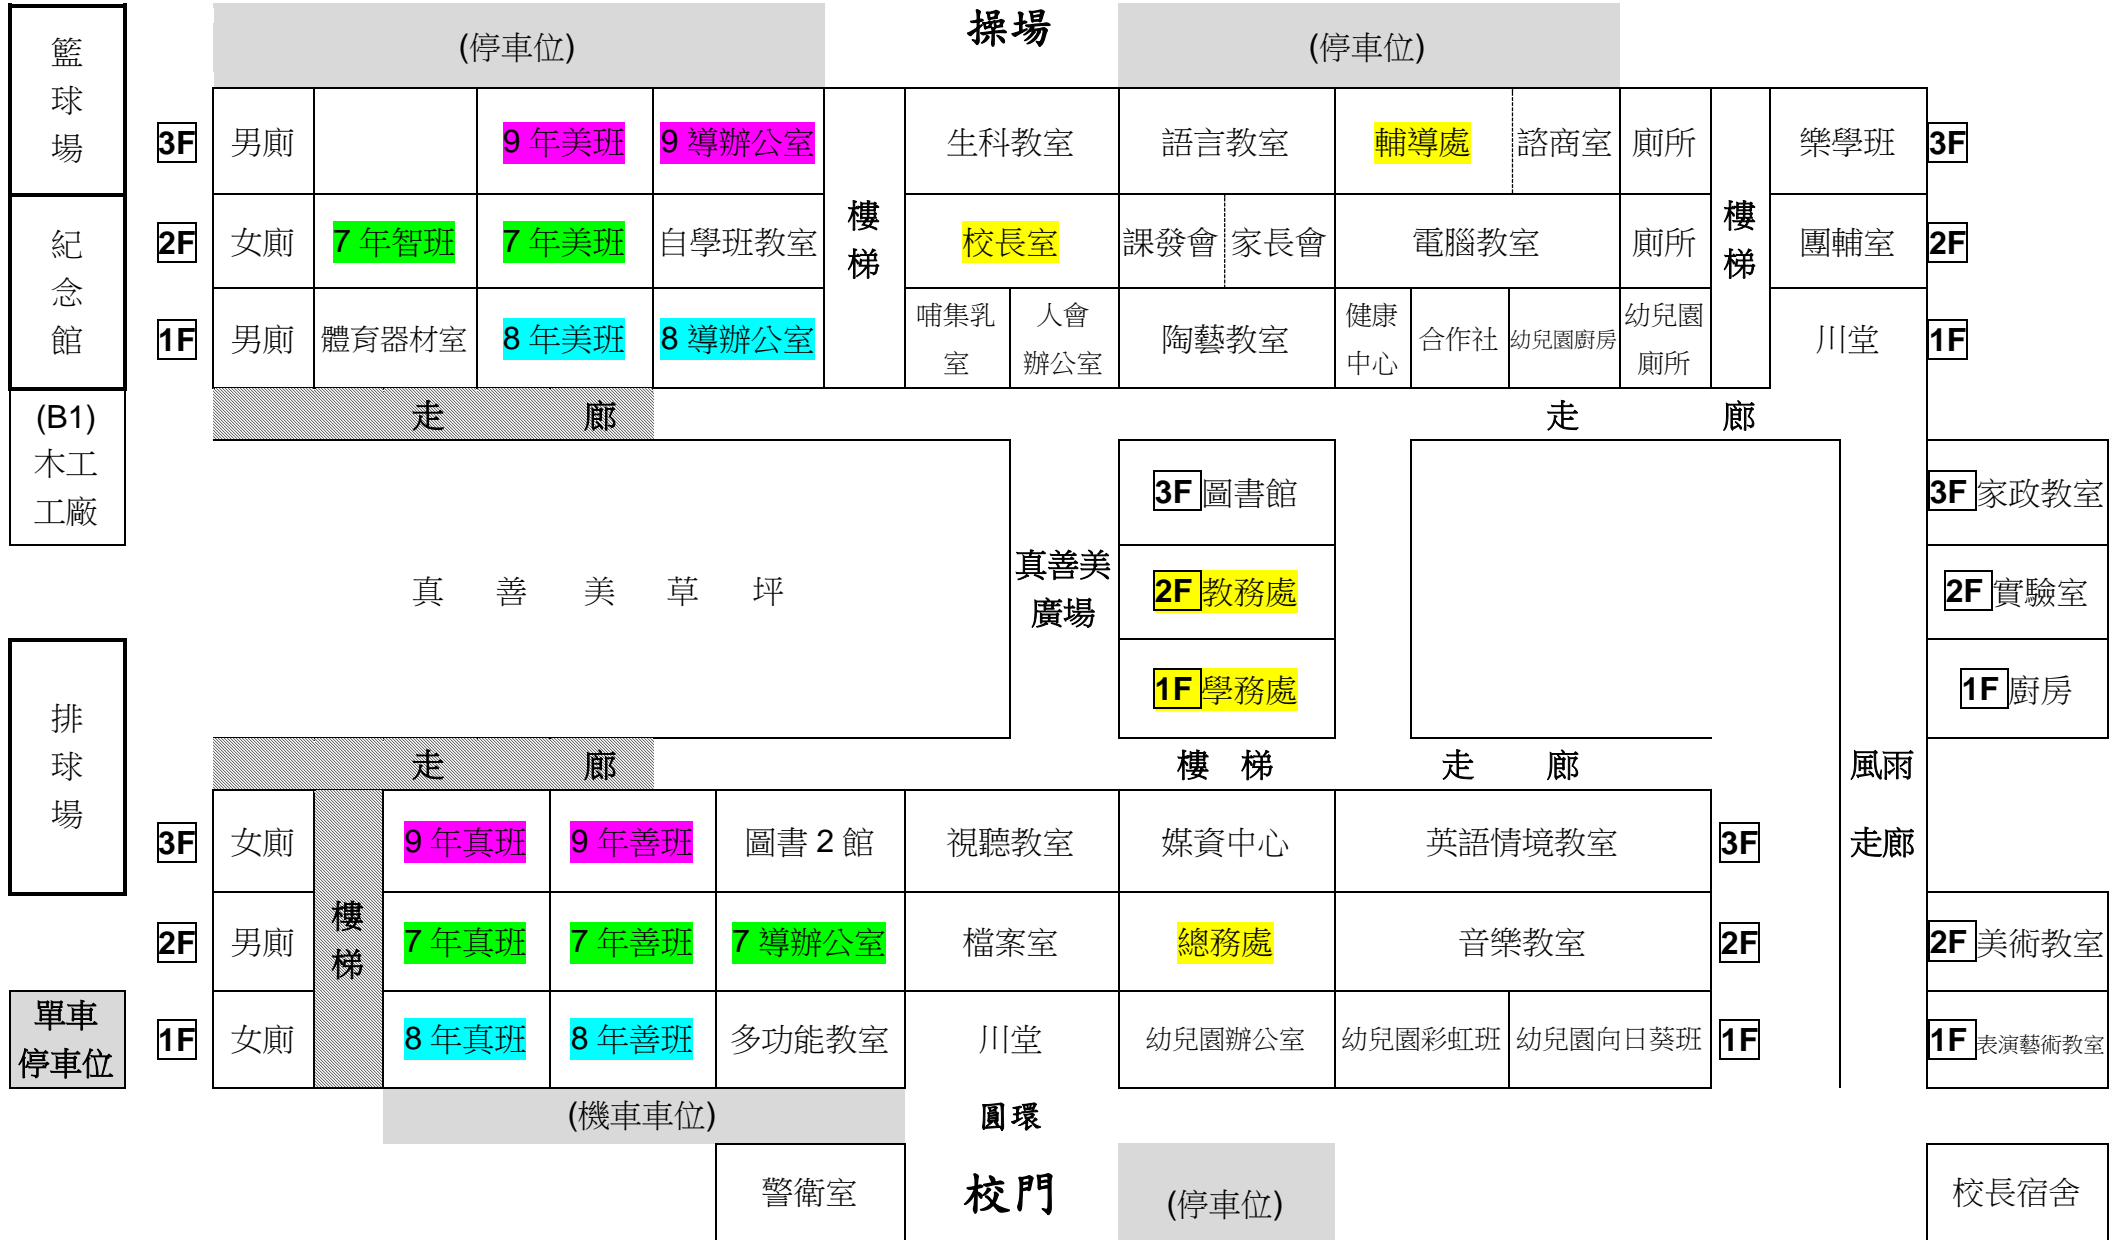 操場
(停車位)
(停車位)
籃
球
場
3F
男廁
9 年美班
9 導辦公室
生科教室
語言教室
輔導處
諮商室
廁所
樂學班
3F
樓
梯
樓
梯
紀
念
館
2F
女廁
7 年智班
7 年美班
自學班教室
校長室
課發會
家長會
電腦教室
廁所
團輔室
2F
1F
男廁
體育器材室
8 年美班
8 導辦公室
哺集乳
室
人會
辦公室
陶藝教室
健康
中心
合作社
幼兒園廚房
幼兒園
廁所
川堂
1F
(B1)
木工
工廠
走 廊
走 廊
3F 圖書館
3F 家政教室
真 善 美 草 坪
真善美
廣場
2F 教務處
2F 實驗室
1F 學務處
1F 廚房
排
球
場
走 廊
樓 梯
走 廊
風雨
走廊
3F
女廁
9 年真班
9 年善班
圖書 2 館
視聽教室
媒資中心
英語情境教室
3F
樓
梯
2F
男廁
7 年真班
7 年善班
7 導辦公室
檔案室
總務處
音樂教室
2F
2F 美術教室
單車
停車位
1F
女廁
8 年真班
8 年善班
多功能教室
川堂
幼兒園辦公室
幼兒園彩虹班
幼兒園向日葵班
1F
1F 表演藝術教室
(機車車位)
圓環
警衛室
校門
(停車位)
校長宿舍